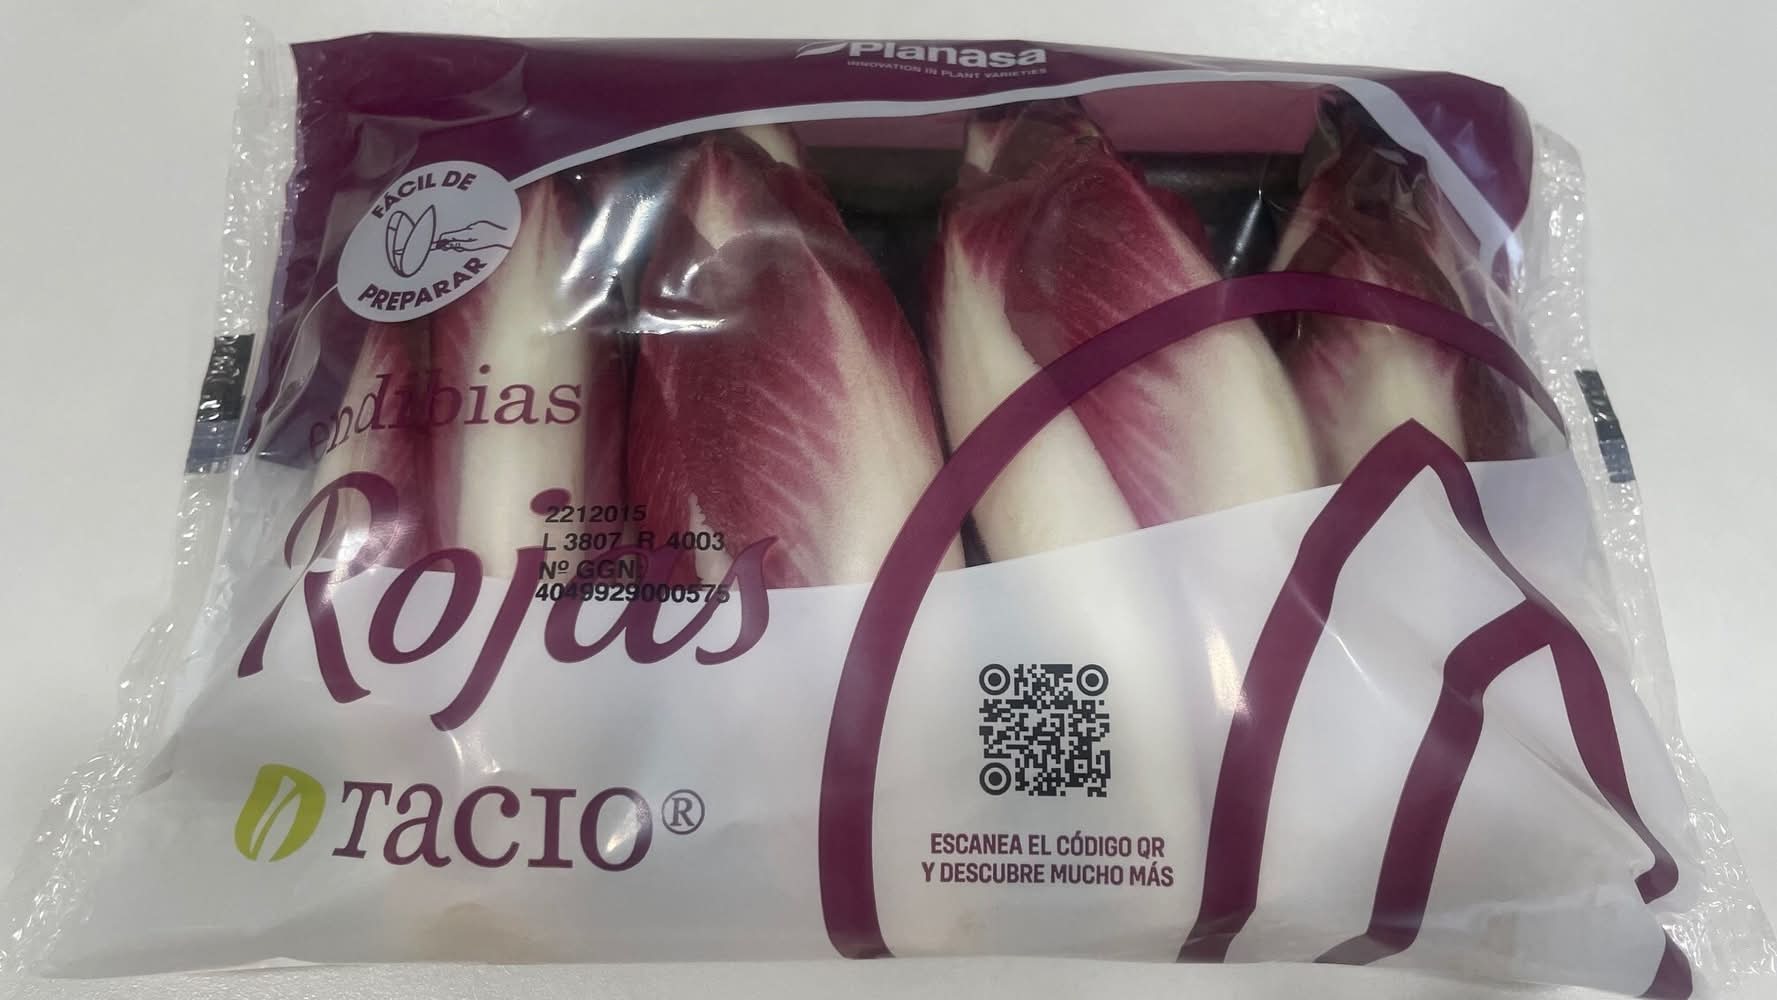 Planasa
INNOVATION IN PLANT VARIETIES
FÁCIL DE
PREPARAR
endibias
Rojas
2212015
L 3807 R 4003
Nº GGN:
4049929000575
TACIO®
ESCANEA EL CÓDIGO QR
Y DESCUBRE MUCHO MÁS